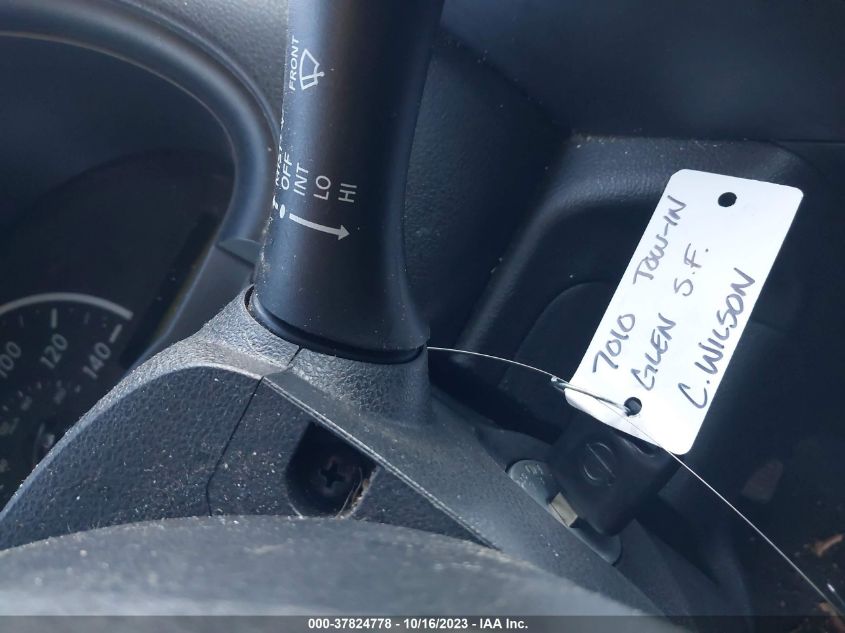 FRONT
MIST
OFF
INT
LO
HI
7010 TOW-IN
GLEN S.F.
C. WILSON
100
120
140
000-37824778 - 10/16/2023 - IAA Inc.